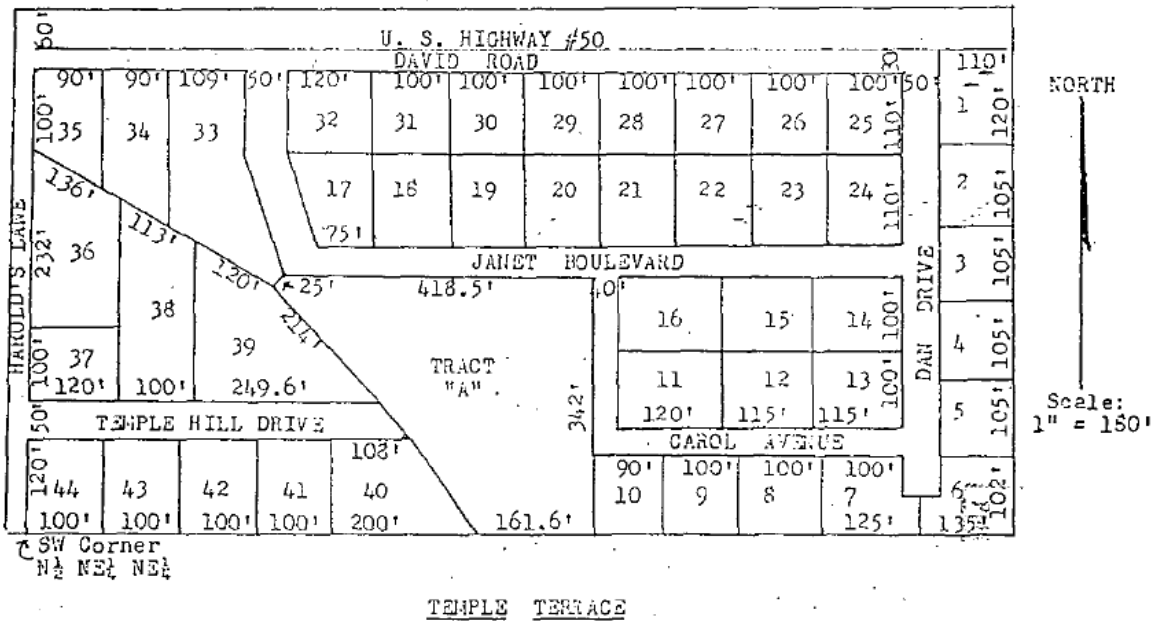 50'
U. S. HIGHWAY #50
DAVID ROAD
30
110'
90' 90' 109' 50' 120' 100' 100' 100' 100' 100' 100' 100' 50'
NORTH
100'
35 34 33 32 31 30 29 28 27 26 25
110'
1
120'
136'
17 18 19 20 21 22 23 24
110'
2
105'
113'
75'
HAROLD'S LANE
232'
36
120'
JANET BOULEVARD
3
105'
25'
418.5'
40'
DAN DRIVE
38
214'
16 15 14
100'
4
105'
39
TRACT
"A"
37
100'
120' 100' 249.6'
342'
11 12 13
100'
120' 115' 115'
5
105'
Scale:
1" = 180'
50'
TEMPLE HILL DRIVE
CAROL AVENUE
108'
90' 100' 100' 100'
120'
44 43 42 41 40
10 9 8 7
6
102'
100' 100' 100' 100' 200' 161.6' 125' 135'
SW Corner
N½ NE¼ NE¼
TEMPLE TERRACE